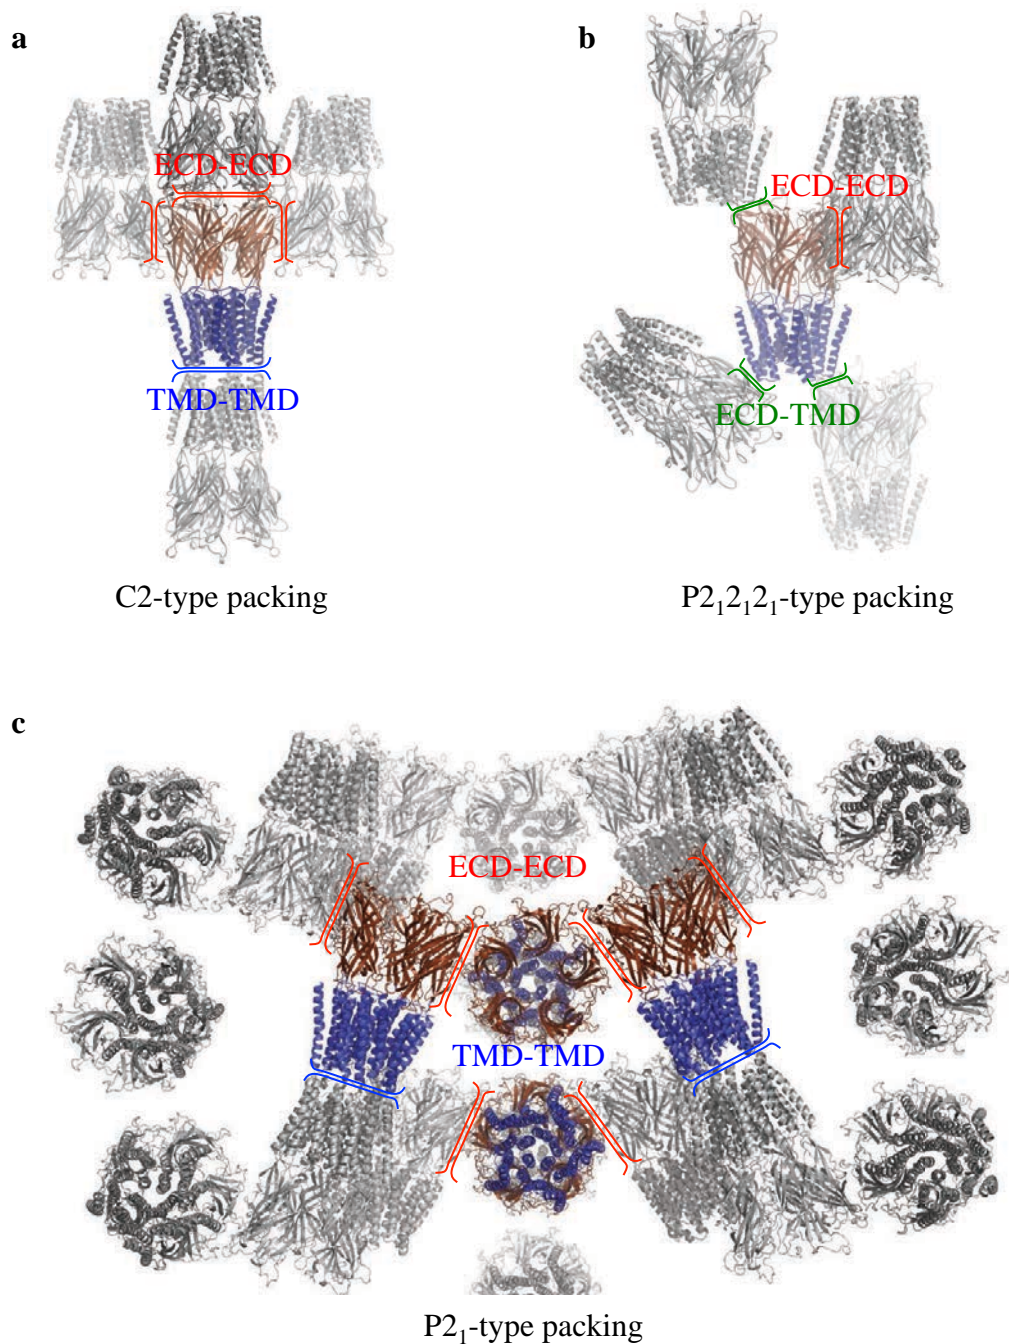 a
ECD-ECD
TMD-TMD
C2-type packing
b
ECD-ECD
ECD-TMD
P2₁2₁2₁-type packing
c
ECD-ECD
TMD-TMD
P2₁-type packing